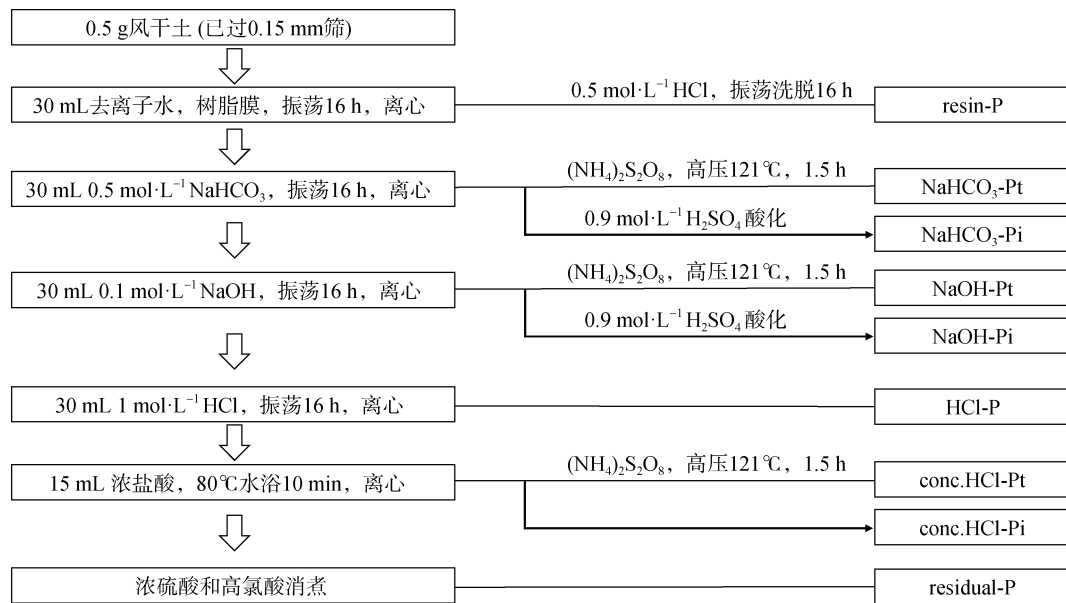 0.5 g风干土 (已过0.15 mm筛)
30 mL去离子水，树脂膜，振荡16 h，离心
0.5 mol·L⁻¹ HCl，振荡洗脱16 h
resin-P
30 mL 0.5 mol·L⁻¹ NaHCO₃，振荡16 h，离心
(NH₄)₂S₂O₈，高压121℃，1.5 h
NaHCO₃-Pt
0.9 mol·L⁻¹ H₂SO₄ 酸化
NaHCO₃-Pi
30 mL 0.1 mol·L⁻¹ NaOH，振荡16 h，离心
(NH₄)₂S₂O₈，高压121℃，1.5 h
NaOH-Pt
0.9 mol·L⁻¹ H₂SO₄ 酸化
NaOH-Pi
30 mL 1 mol·L⁻¹ HCl，振荡16 h，离心
HCl-P
15 mL 浓盐酸，80℃水浴10 min，离心
(NH₄)₂S₂O₈，高压121℃，1.5 h
conc.HCl-Pt
conc.HCl-Pi
浓硫酸和高氯酸消煮
residual-P